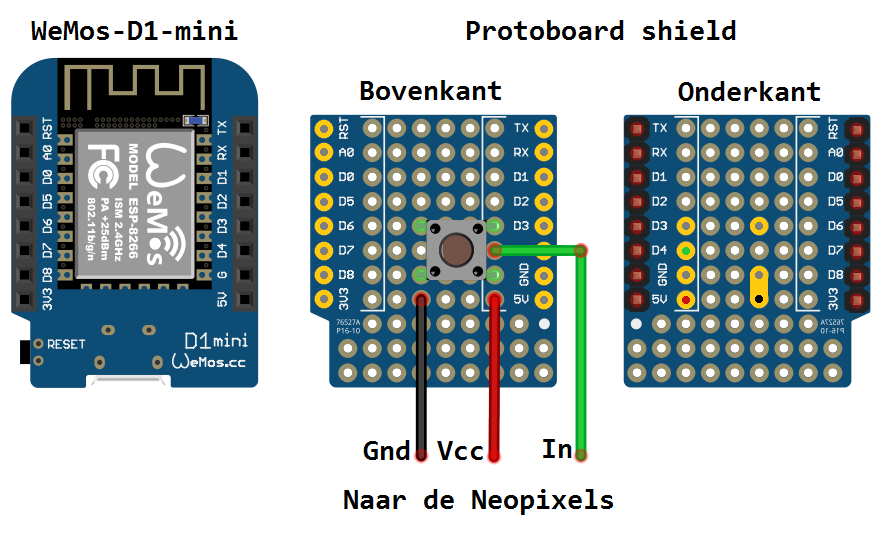 WeMos-D1-mini
Protoboard shield
Bovenkant
Onderkant
RST
A0
D0
D5
D6
D7
D8
3V3
TX
RX
D1
D2
D3
D4
G
5V
WeMos
FC
MODEL ESP-8266
ISM 2.4GHz
PA +25dBm
802.11b/g/n
RESET
D1mini
WeMos.cc
RST
A0
D0
D5
D6
D7
D8
3V3
TX
RX
D1
D2
D3
GND
5V
76527A
P16-10
TX
RX
D1
D2
D3
D4
GND
5V
RST
A0
D0
D5
D6
D7
D8
3V3
76527A
P16-10
Gnd
Vcc
In
Naar de Neopixels